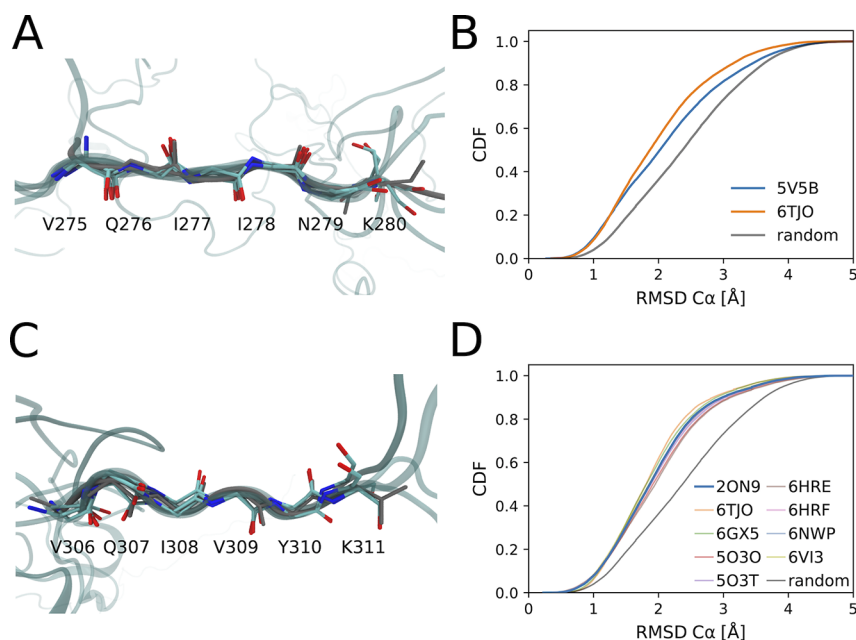 A
V275 Q276 I277 I278 N279 K280
B
1.0
0.8
0.6
0.4
0.2
0.0
CDF
5V5B
6TJO
random
0 1 2 3 4 5
RMSD Cα [Å]
C
V306 Q307 I308 V309 Y310 K311
D
1.0
0.8
0.6
0.4
0.2
0.0
CDF
2ON9 6HRE
6TJO 6HRF
6GX5 6NWP
5O3O 6VI3
5O3T random
0 1 2 3 4 5
RMSD Cα [Å]